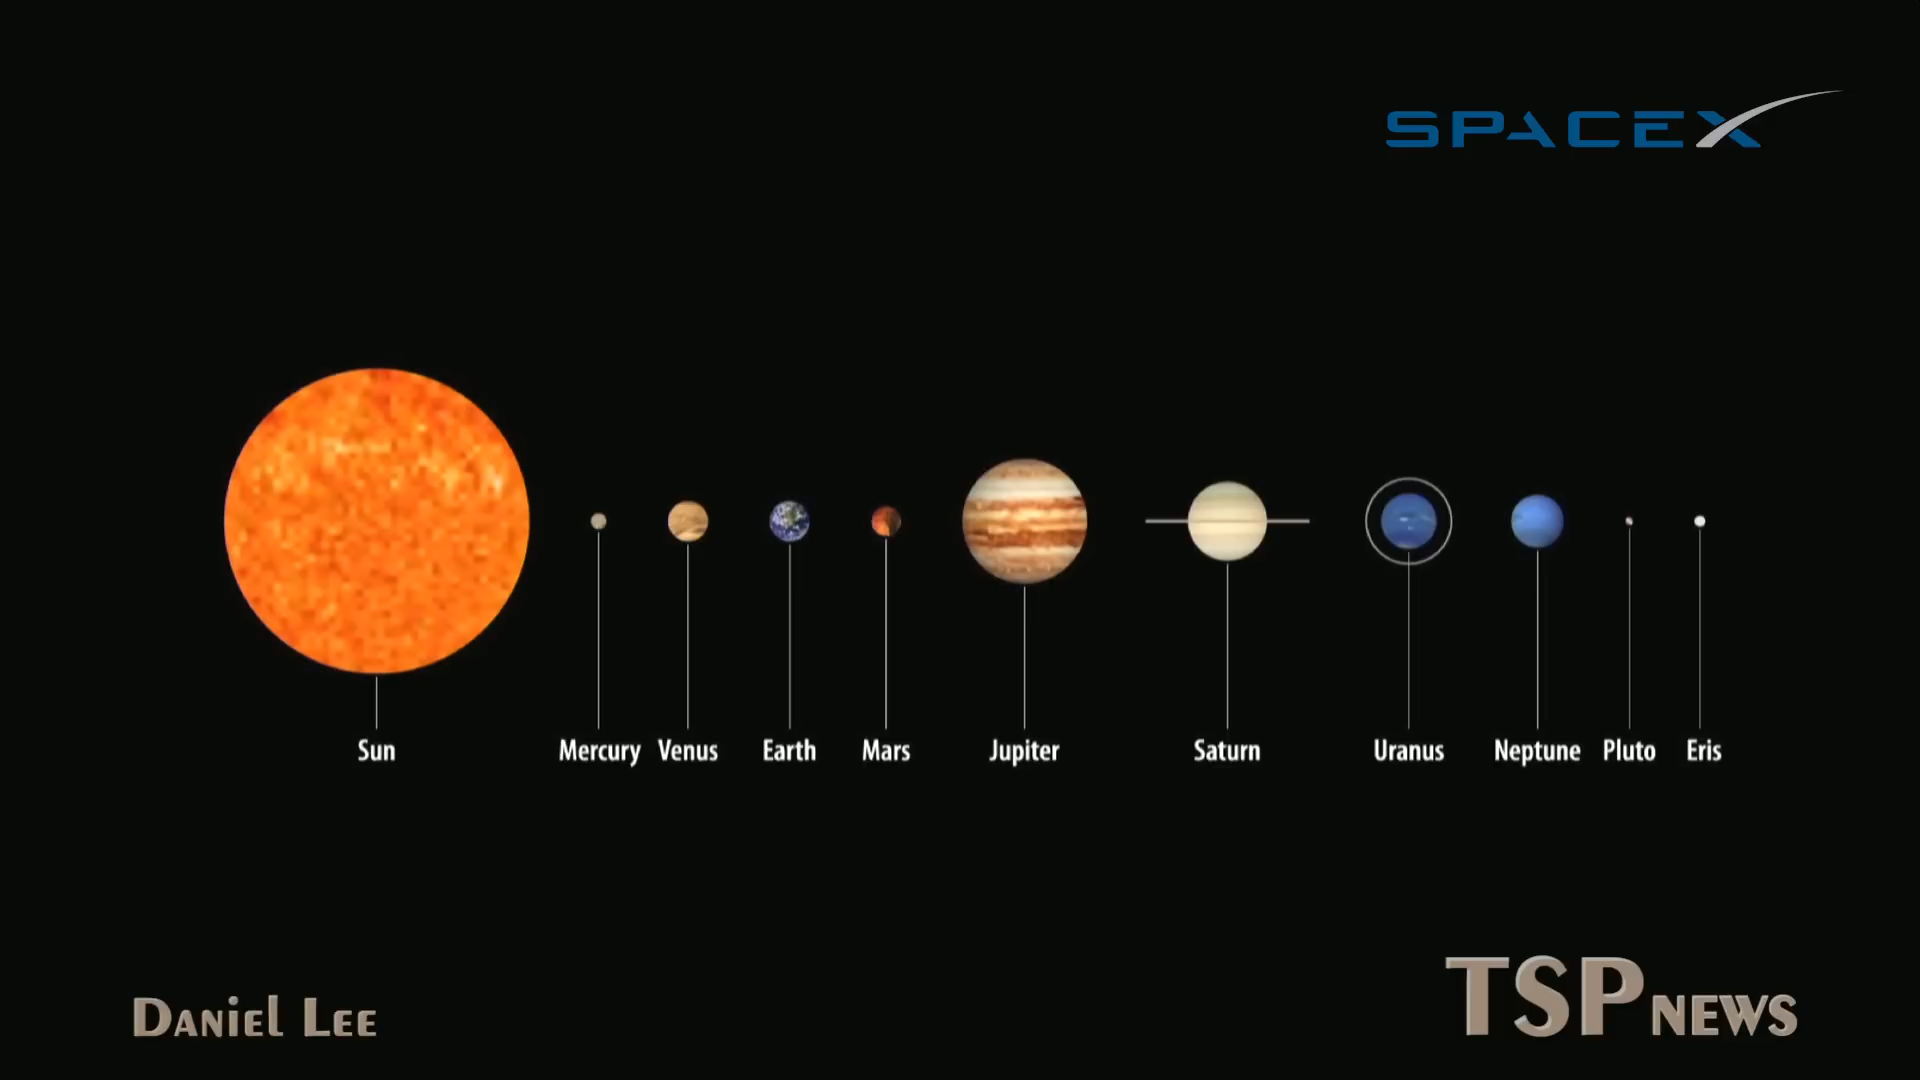 SPACEX
Sun Mercury Venus Earth Mars Jupiter Saturn Uranus Neptune Pluto Eris
Daniel Lee
TSP NEWS